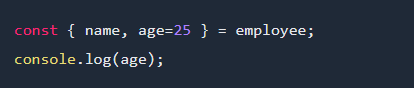 const { name, age=25 } = employee;
console.log(age);